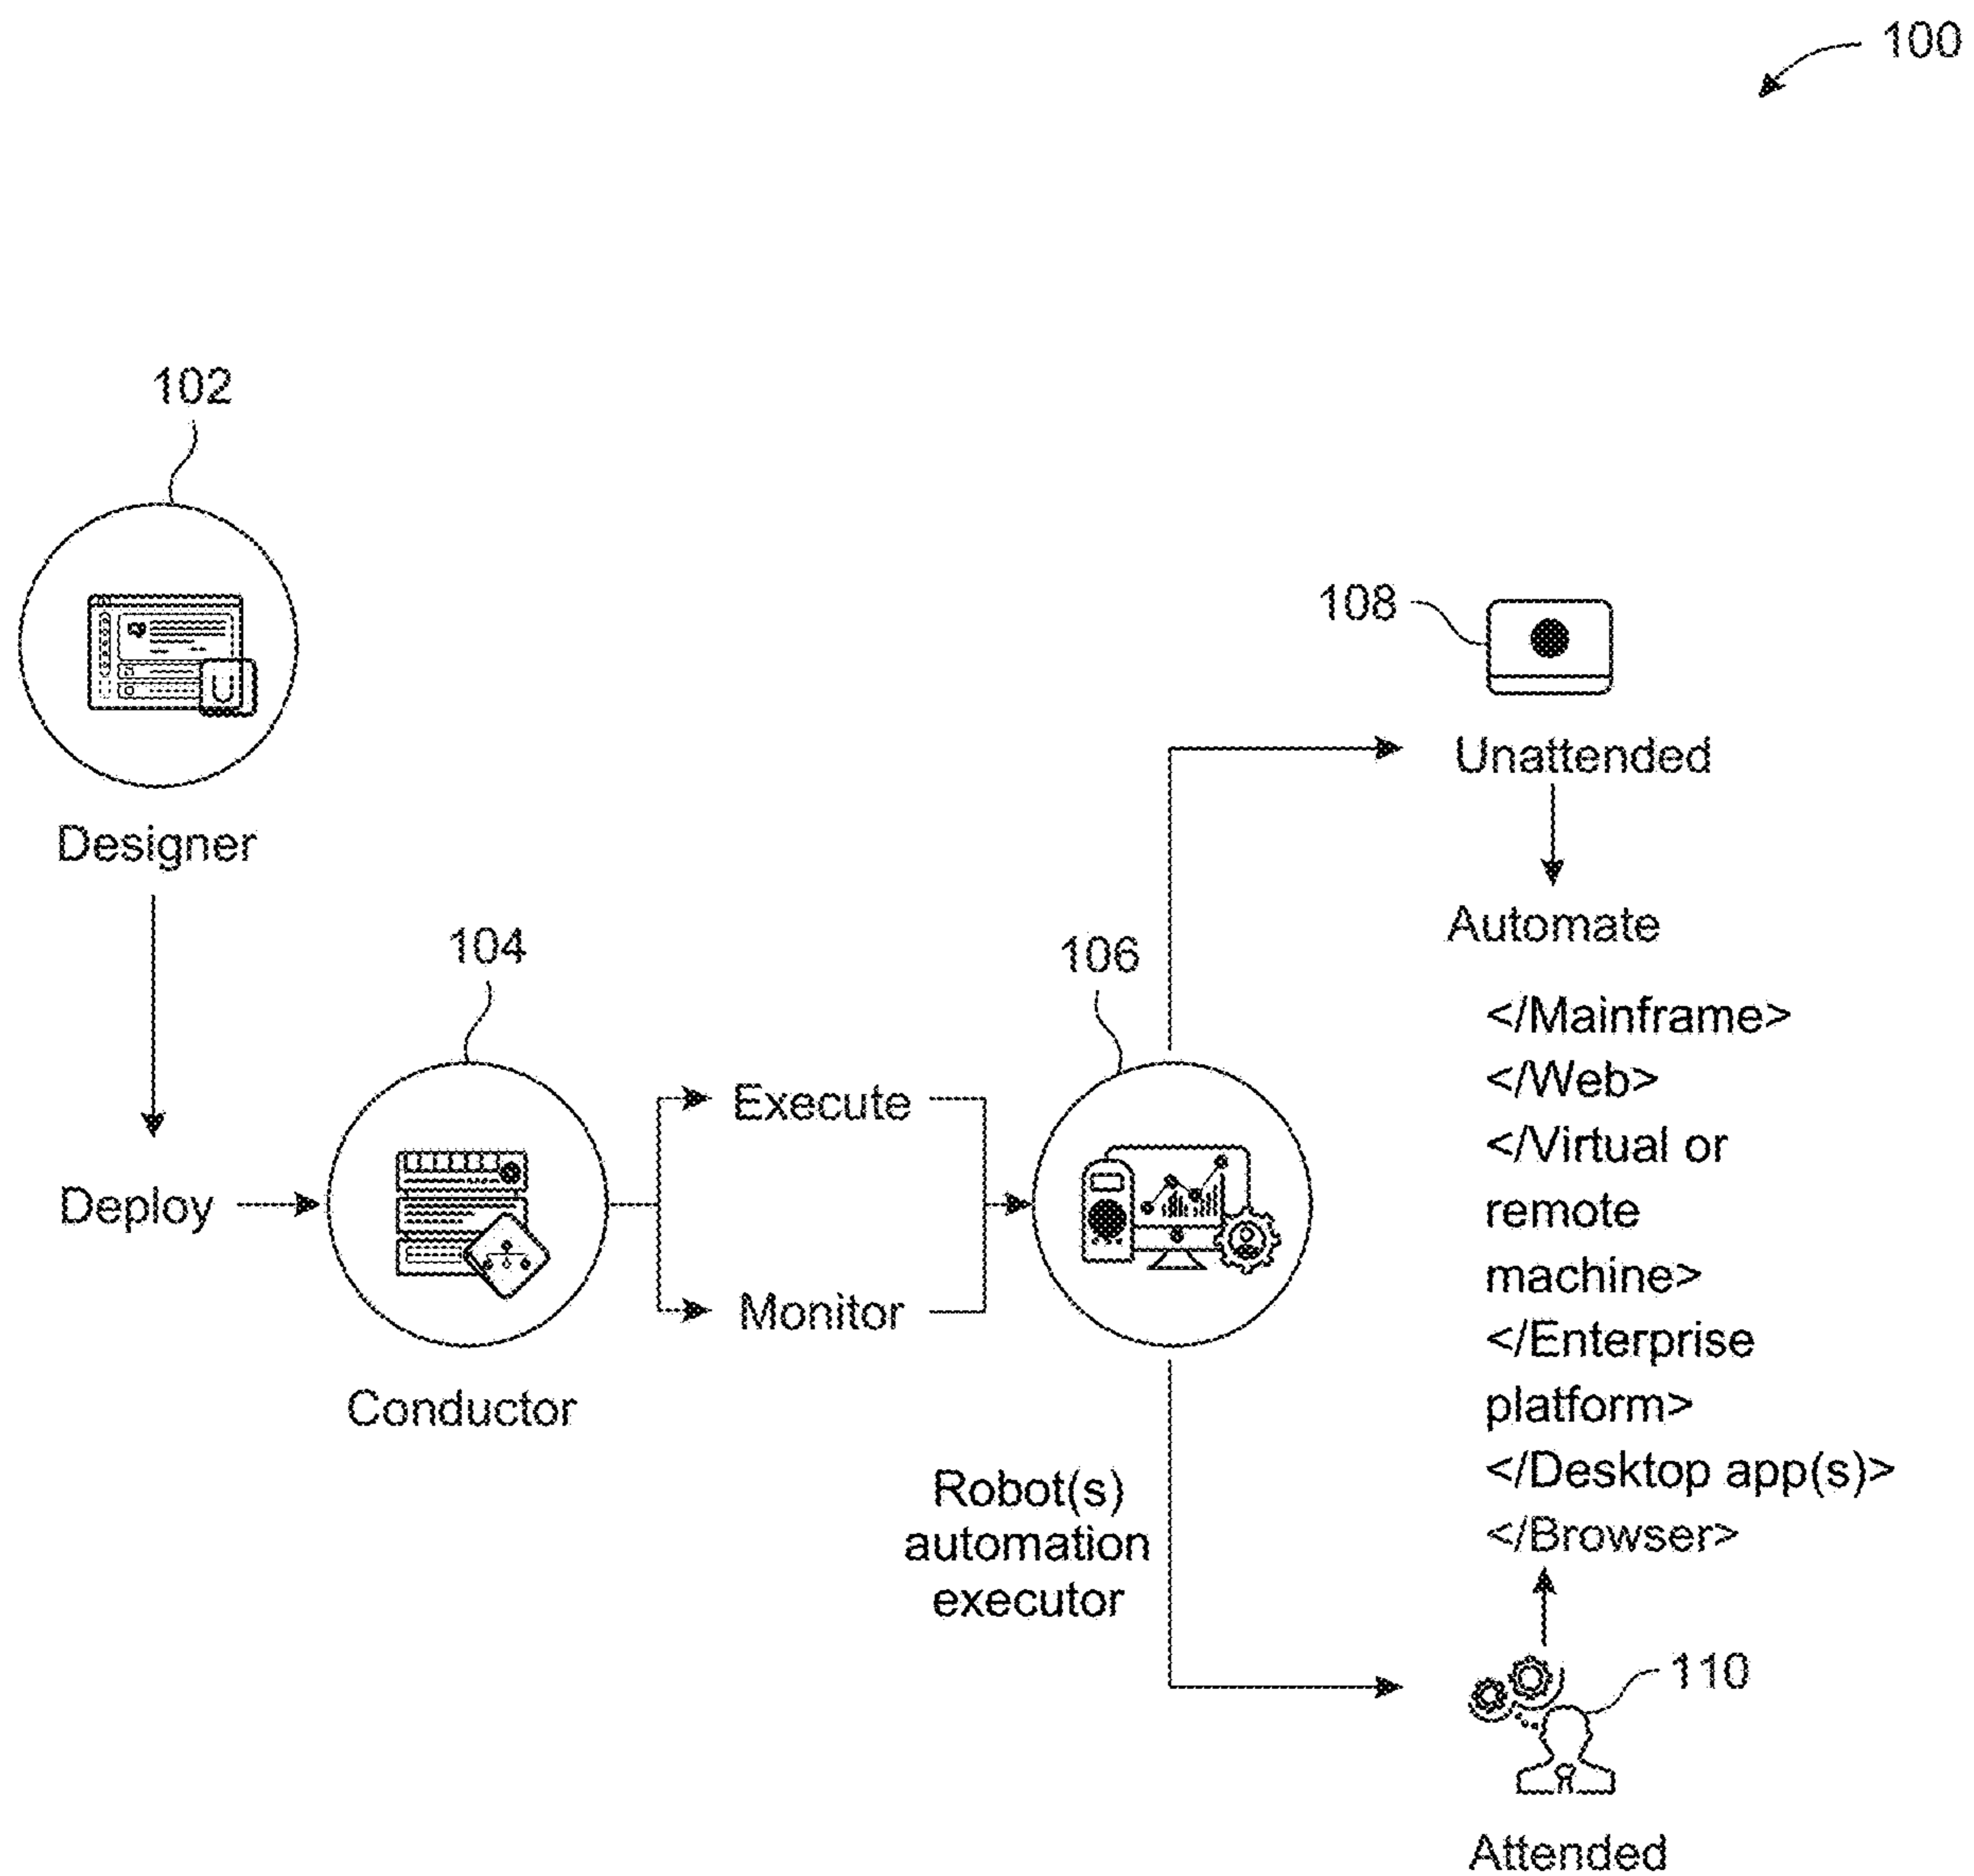 100
102
Designer
Deploy
104
Conductor
Execute
Monitor
106
Robot(s)
automation
executor
108
Unattended
Automate
</Mainframe>
</Web>
</Virtual or
remote
machine>
</Enterprise
platform>
</Desktop app(s)>
</Browser>
110
Attended